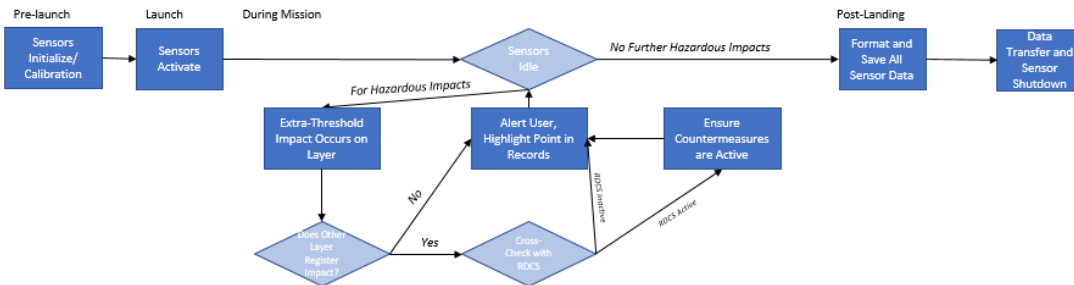 Pre-launch
Launch
During Mission
Post-Landing
Sensors
Initialize/
Calibration
Sensors
Activate
Sensors
Idle
No Further Hazardous Impacts
Format and
Save All
Sensor Data
Data
Transfer and
Sensor
Shutdown
For Hazardous Impacts
Extra-Threshold
Impact Occurs on
Layer
Alert User,
Highlight Point in
Records
Ensure
Countermeasures
are Active
No
RDCS Inactive
RDCS Active
Does Other
Layer
Register
Impact?
Yes
Cross-
Check with
RDCS